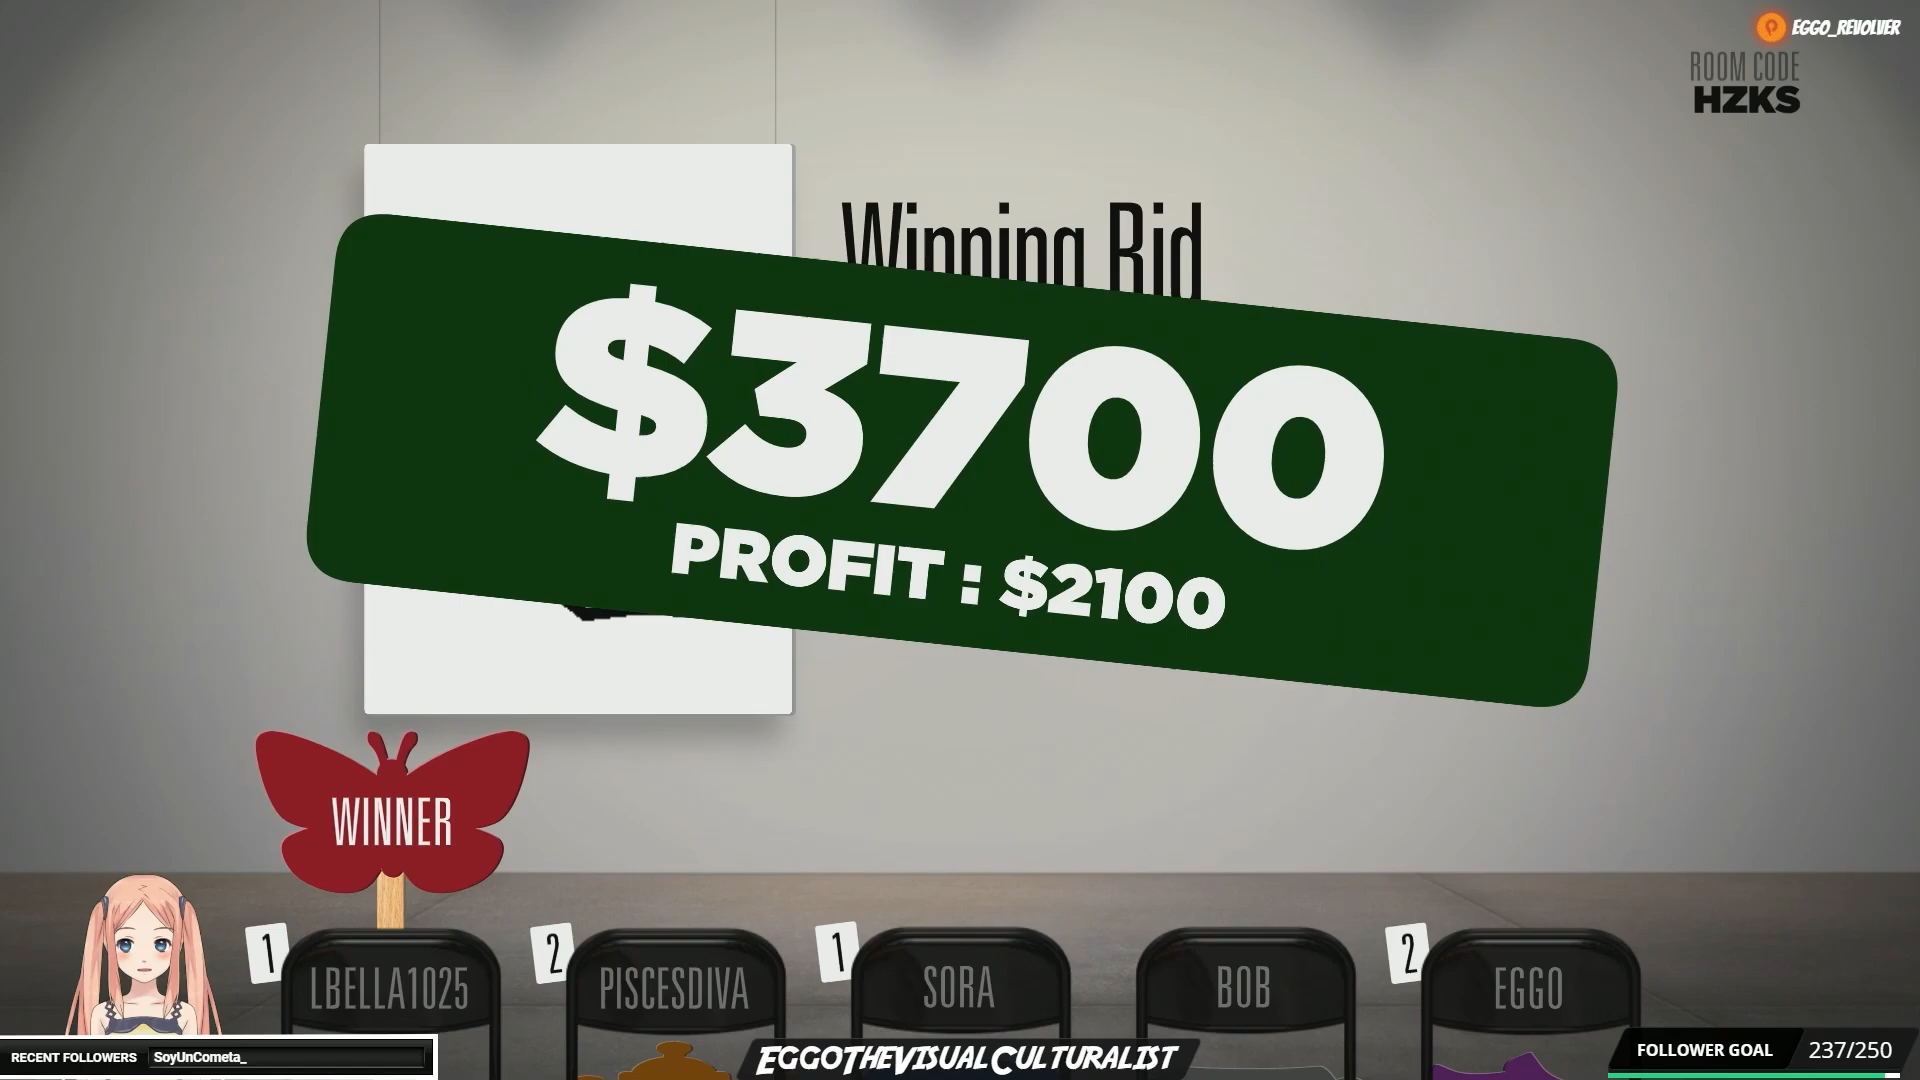 EGGO_REVOLVER
ROOM CODE
HZKS
Winning Bid
$3700
PROFIT : $2100
WINNER
1
LBELLA1025
2
PISCESDIVA
1
SORA
BOB
2
EGGO
RECENT FOLLOWERS SoyUnCometa_
EGGOTHEVISUALCULTURALIST
FOLLOWER GOAL 237/250